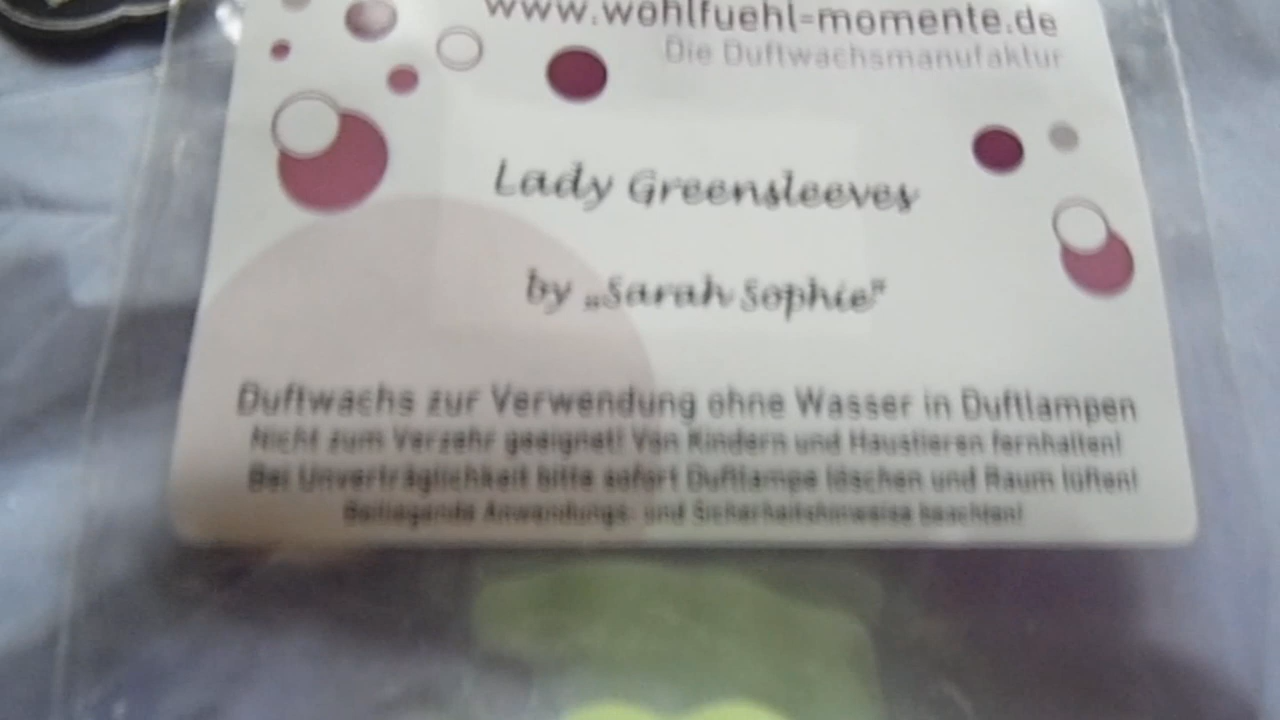 www.wohlfuehl-momente.de
Die Duftwachsmanufaktur
Lady Greensleeves
by „Sarah Sophie"
Duftwachs zur Verwendung ohne Wasser in Duftlampen
Nicht zum Verzehr geeignet! Von Kindern und Haustieren fernhalten!
Bei Unverträglichkeit bitte sofort Duftlampe löschen und Raum lüften!
Beiliegende Anwendungs- und Sicherheitshinweise beachten!